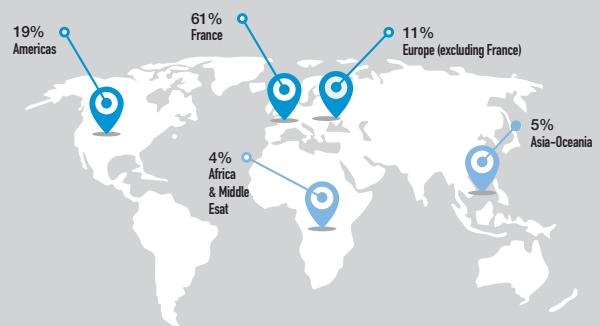 19%
Americas
61%
France
11%
Europe (excluding France)
4%
Africa
& Middle
Esat
5%
Asia-Oceania